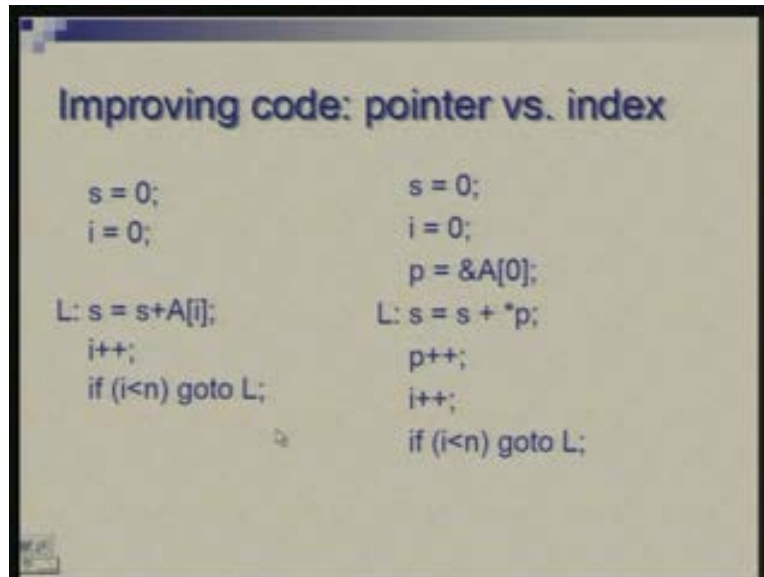 Improving code: pointer vs. index
s = 0;
i = 0;
L: s = s+A[i];
i++;
if (i<n) goto L;
s = 0;
i = 0;
p = &A[0];
L: s = s + *p;
p++;
i++;
if (i<n) goto L;